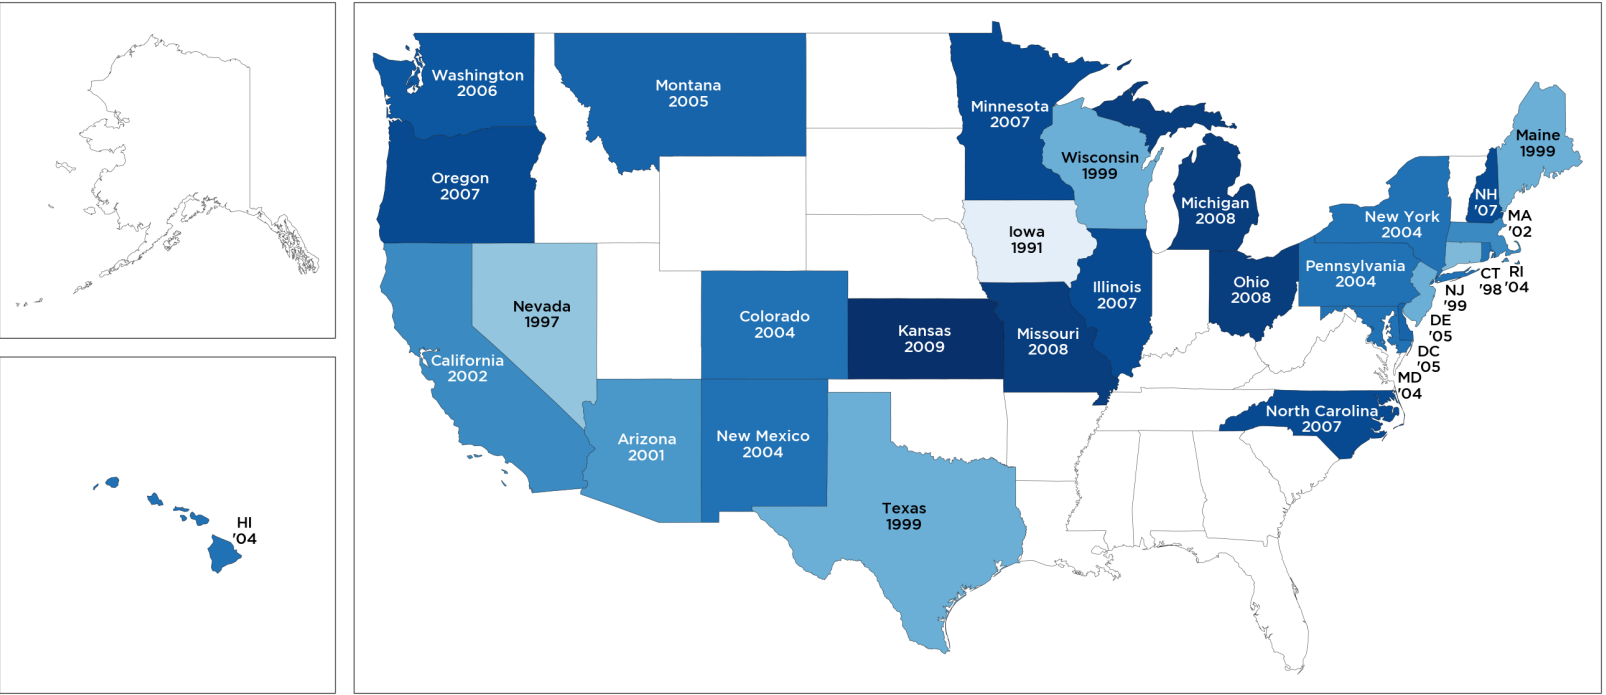 Washington
2006
Montana
2005
Minnesota
2007
Maine
1999
Wisconsin
1999
Oregon
2007
NH
'07
Michigan
2008
New York
2004
MA
'02
Iowa
1991
Pennsylvania
2004
CT
'98
RI
'04
NJ
'99
Illinois
2007
Ohio
2008
Nevada
1997
Colorado
2004
Kansas
2009
Missouri
2008
DE
'05
DC
'05
MD
'04
California
2002
North Carolina
2007
Arizona
2001
New Mexico
2004
Texas
1999
HI
'04